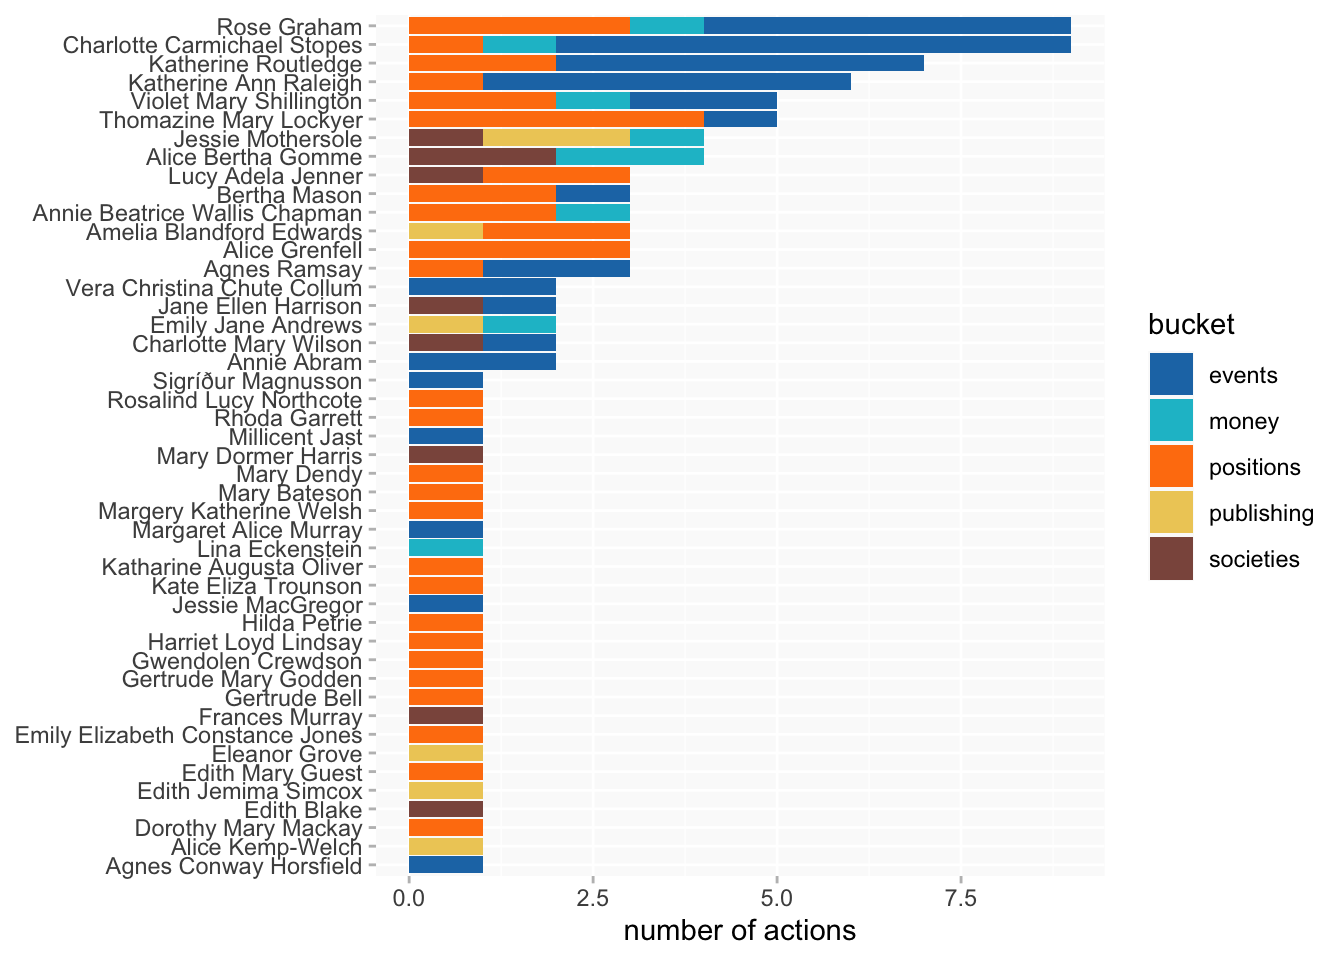 Rose Graham
Charlotte Carmichael Stopes
Katherine Routledge
Katherine Ann Raleigh
Violet Mary Shillington
Thomazine Mary Lockyer
Jessie Mothersole
Alice Bertha Gomme
Lucy Adela Jenner
Bertha Mason
Annie Beatrice Wallis Chapman
Amelia Blandford Edwards
Alice Grenfell
Agnes Ramsay
Vera Christina Chute Collum
Jane Ellen Harrison
Emily Jane Andrews
Charlotte Mary Wilson
Annie Abram
Sigríður Magnusson
Rosalind Lucy Northcote
Rhoda Garrett
Millicent Jast
Mary Dormer Harris
Mary Dendy
Mary Bateson
Margery Katherine Welsh
Margaret Alice Murray
Lina Eckenstein
Katharine Augusta Oliver
Kate Eliza Trounson
Jessie MacGregor
Hilda Petrie
Harriet Loyd Lindsay
Gwendolen Crewdson
Gertrude Mary Godden
Gertrude Bell
Frances Murray
Emily Elizabeth Constance Jones
Eleanor Grove
Edith Mary Guest
Edith Jemima Simcox
Edith Blake
Dorothy Mary Mackay
Alice Kemp-Welch
Agnes Conway Horsfield
0.0 2.5 5.0 7.5
number of actions
bucket
events
money
positions
publishing
societies